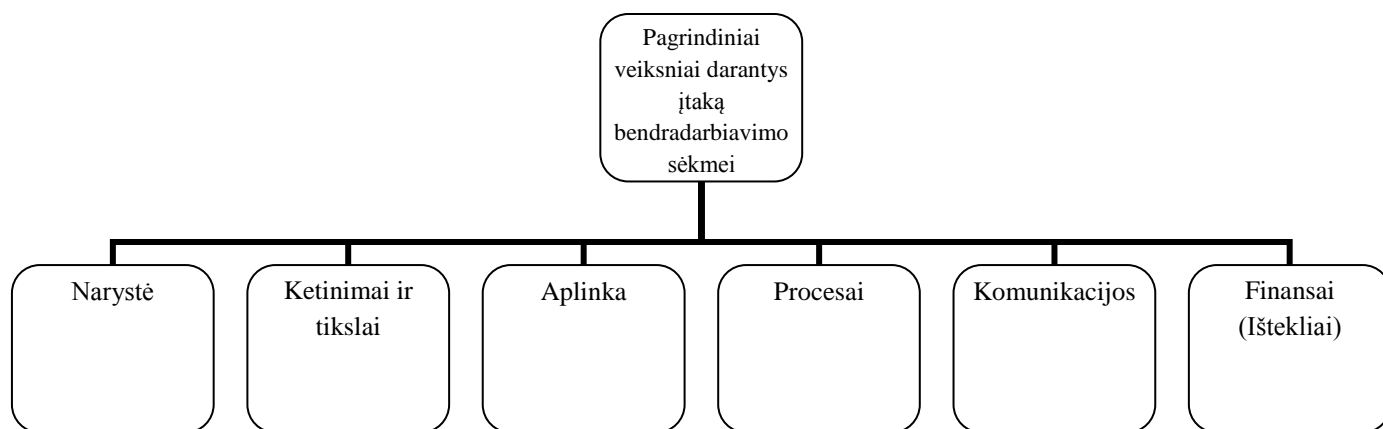 Pagrindiniai
veiksniai darantys
įtaką
bendradarbiavimo
sėkmei
Narystė
Ketinimai ir
tikslai
Aplinka
Procesai
Komunikacijos
Finansai
(Ištekliai)